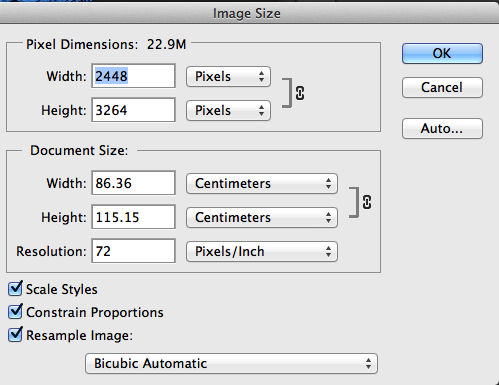 Image Size
Pixel Dimensions: 22.9M
Width: 2448 Pixels
Height: 3264 Pixels
OK
Cancel
Auto...
Document Size:
Width: 86.36 Centimeters
Height: 115.15 Centimeters
Resolution: 72 Pixels/Inch
Scale Styles
Constrain Proportions
Resample Image:
Bicubic Automatic